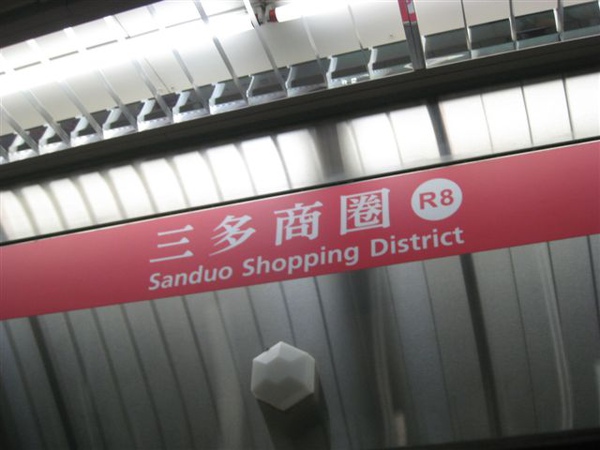 三多商圈 R8
Sanduo Shopping District